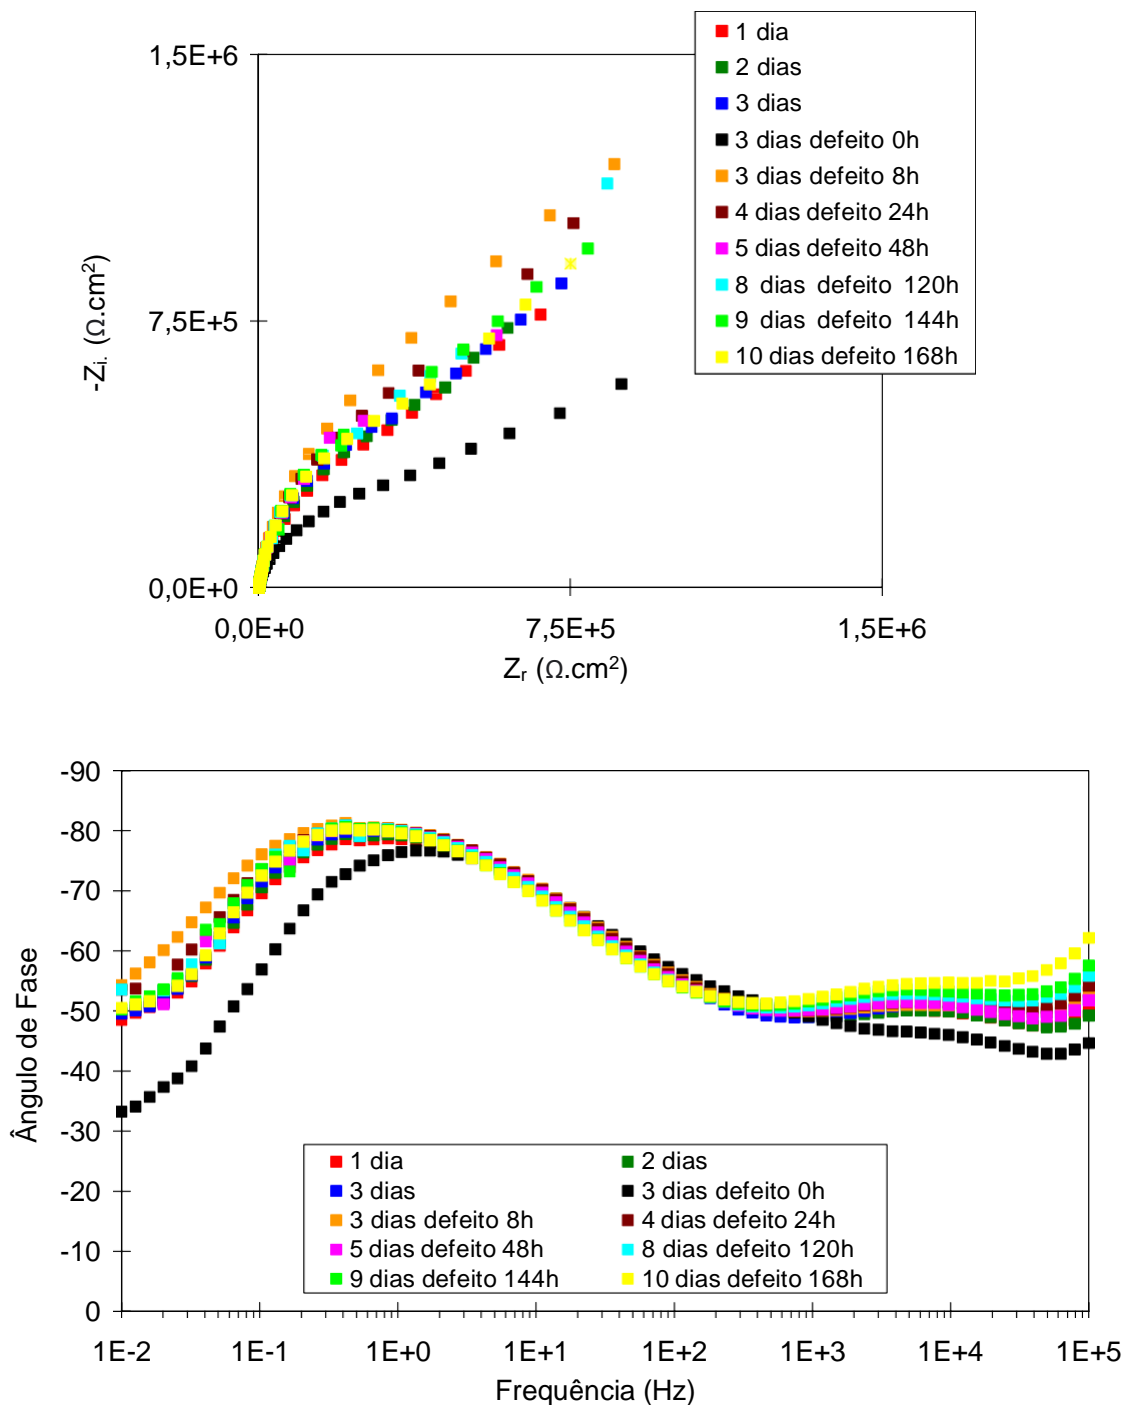 1,5E+6
7,5E+5
0,0E+0
-Zi. (Ω.cm²)
0,0E+0 7,5E+5 1,5E+6
Zr (Ω.cm²)
1 dia
2 dias
3 dias
3 dias defeito 0h
3 dias defeito 8h
4 dias defeito 24h
5 dias defeito 48h
8 dias defeito 120h
9 dias defeito 144h
10 dias defeito 168h
-90
-80
-70
-60
-50
-40
-30
-20
-10
0
Ângulo de Fase
1 dia 2 dias
3 dias 3 dias defeito 0h
3 dias defeito 8h 4 dias defeito 24h
5 dias defeito 48h 8 dias defeito 120h
9 dias defeito 144h 10 dias defeito 168h
1E-2 1E-1 1E+0 1E+1 1E+2 1E+3 1E+4 1E+5
Frequência (Hz)